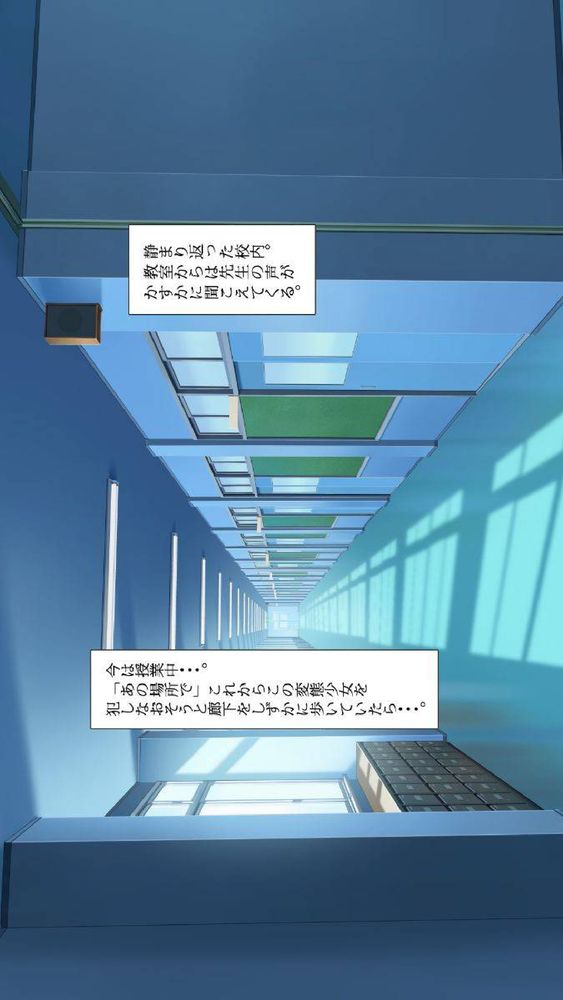 静まり返った校内。
教室からは先生の声が
かすかに聞こえてくる。
今は授業中・・・。
「あの場所で」これからこの変態少女を
犯しなおそうと廊下をしずかに歩いていたら・・・。